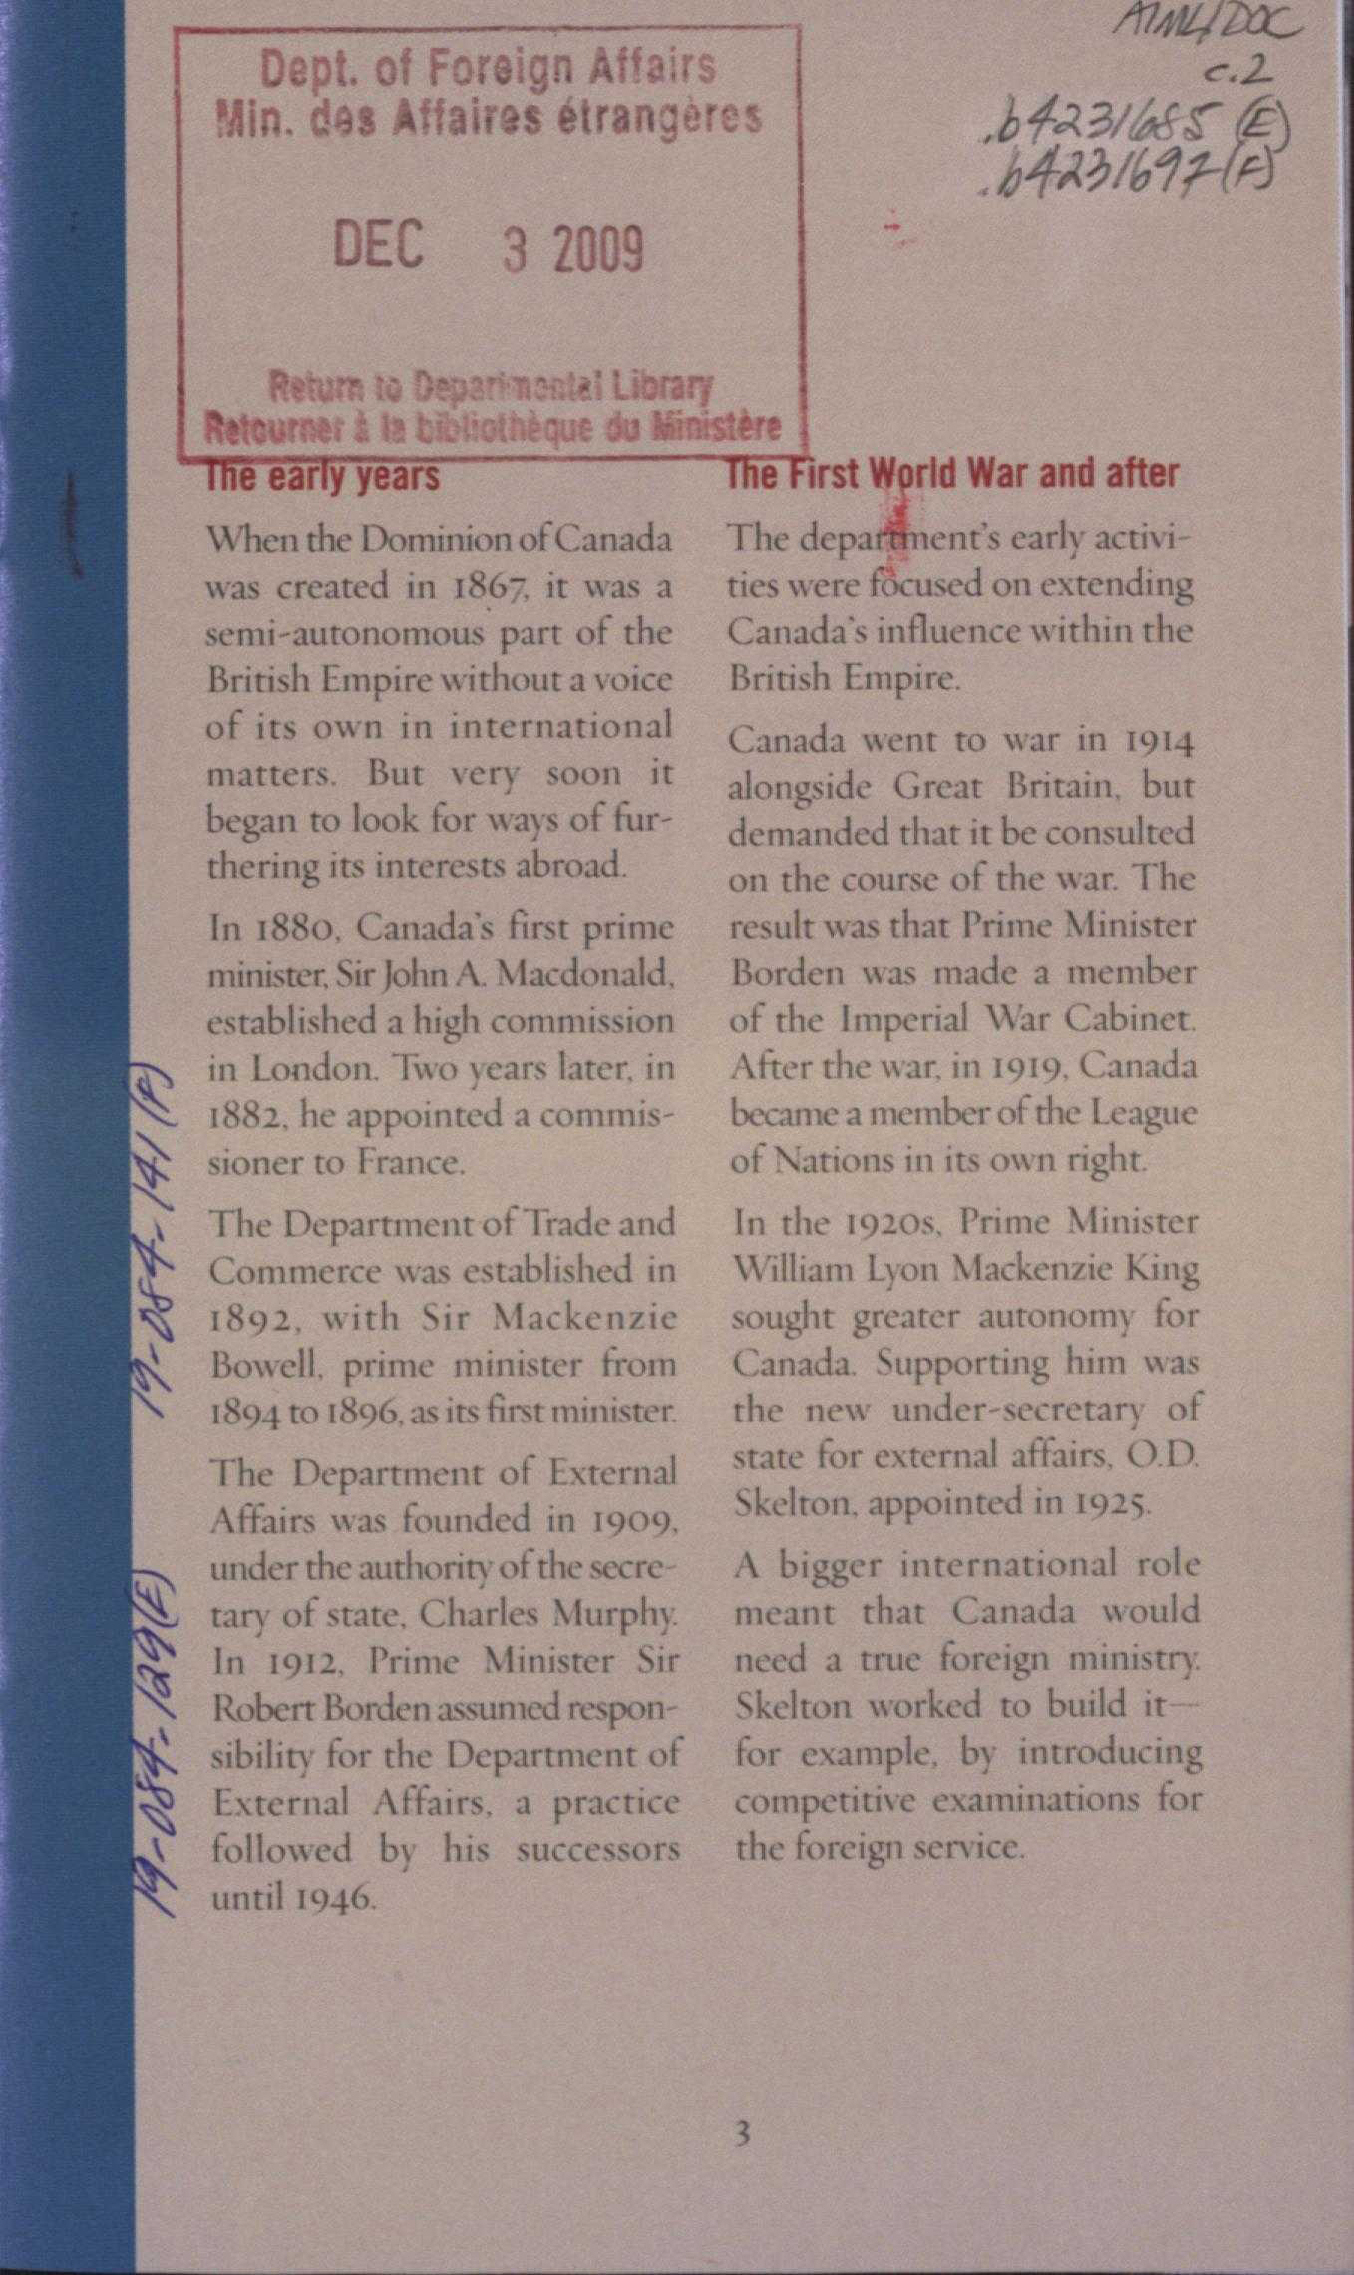 Dept. of Foreign Affairs
Min. des Affaires étrangères
DEC 3 2009
Return to Departmental Library
Retourner à la bibliothèque du Ministère
c.2
.b4231685 (E)
.b4231697 (F)
The early years
When the Dominion of Canada
was created in 1867, it was a
semi-autonomous part of the
British Empire without a voice
of its own in international
matters. But very soon it
began to look for ways of fur-
thering its interests abroad.
In 1880, Canada's first prime
minister, Sir John A. Macdonald,
established a high commission
in London. Two years later, in
1882, he appointed a commis-
sioner to France.
The Department of Trade and
Commerce was established in
1892, with Sir Mackenzie
Bowell, prime minister from
1894 to 1896, as its first minister.
The Department of External
Affairs was founded in 1909,
under the authority of the secre-
tary of state, Charles Murphy.
In 1912, Prime Minister Sir
Robert Borden assumed respon-
sibility for the Department of
External Affairs, a practice
followed by his successors
until 1946.
The First World War and after
The department's early activi-
ties were focused on extending
Canada's influence within the
British Empire.
Canada went to war in 1914
alongside Great Britain, but
demanded that it be consulted
on the course of the war. The
result was that Prime Minister
Borden was made a member
of the Imperial War Cabinet.
After the war, in 1919, Canada
became a member of the League
of Nations in its own right.
In the 1920s, Prime Minister
William Lyon Mackenzie King
sought greater autonomy for
Canada. Supporting him was
the new under-secretary of
state for external affairs, O.D.
Skelton, appointed in 1925.
A bigger international role
meant that Canada would
need a true foreign ministry.
Skelton worked to build it—
for example, by introducing
competitive examinations for
the foreign service.
19-084-129(E)
19-084-141(F)
3